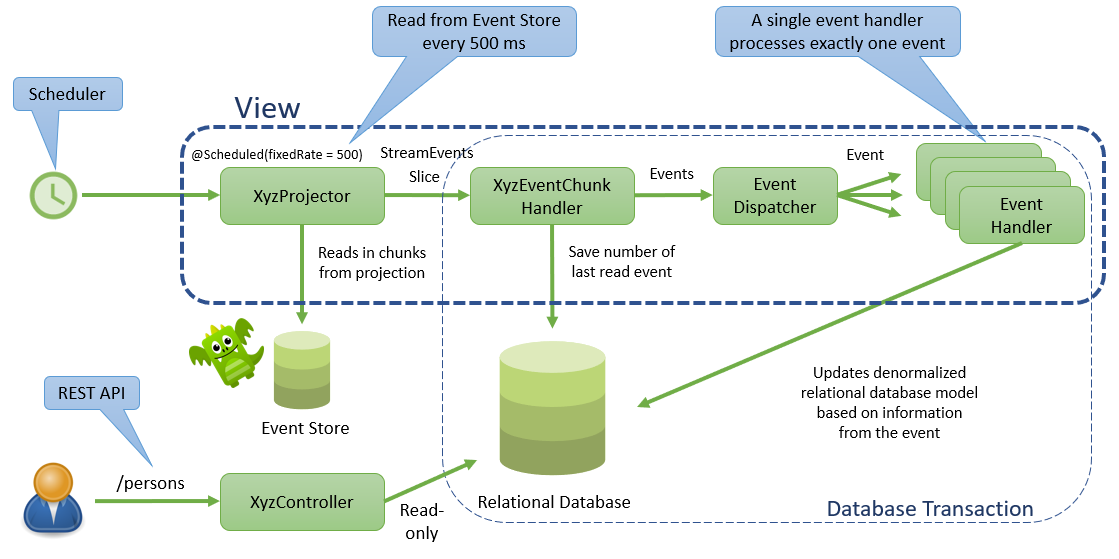 Read from Event Store
every 500 ms
A single event handler
processes exactly one event
Scheduler
View
@Scheduled(fixedRate = 500)
StreamEvents
Slice
Event
XyzProjector
XyzEventChunk
Handler
Events
Event
Dispatcher
Event
Handler
Reads in chunks
from projection
Save number of
last read event
Updates denormalized
relational database model
based on information
from the event
REST API
Event Store
/persons
XyzController
Read-
only
Relational Database
Database Transaction